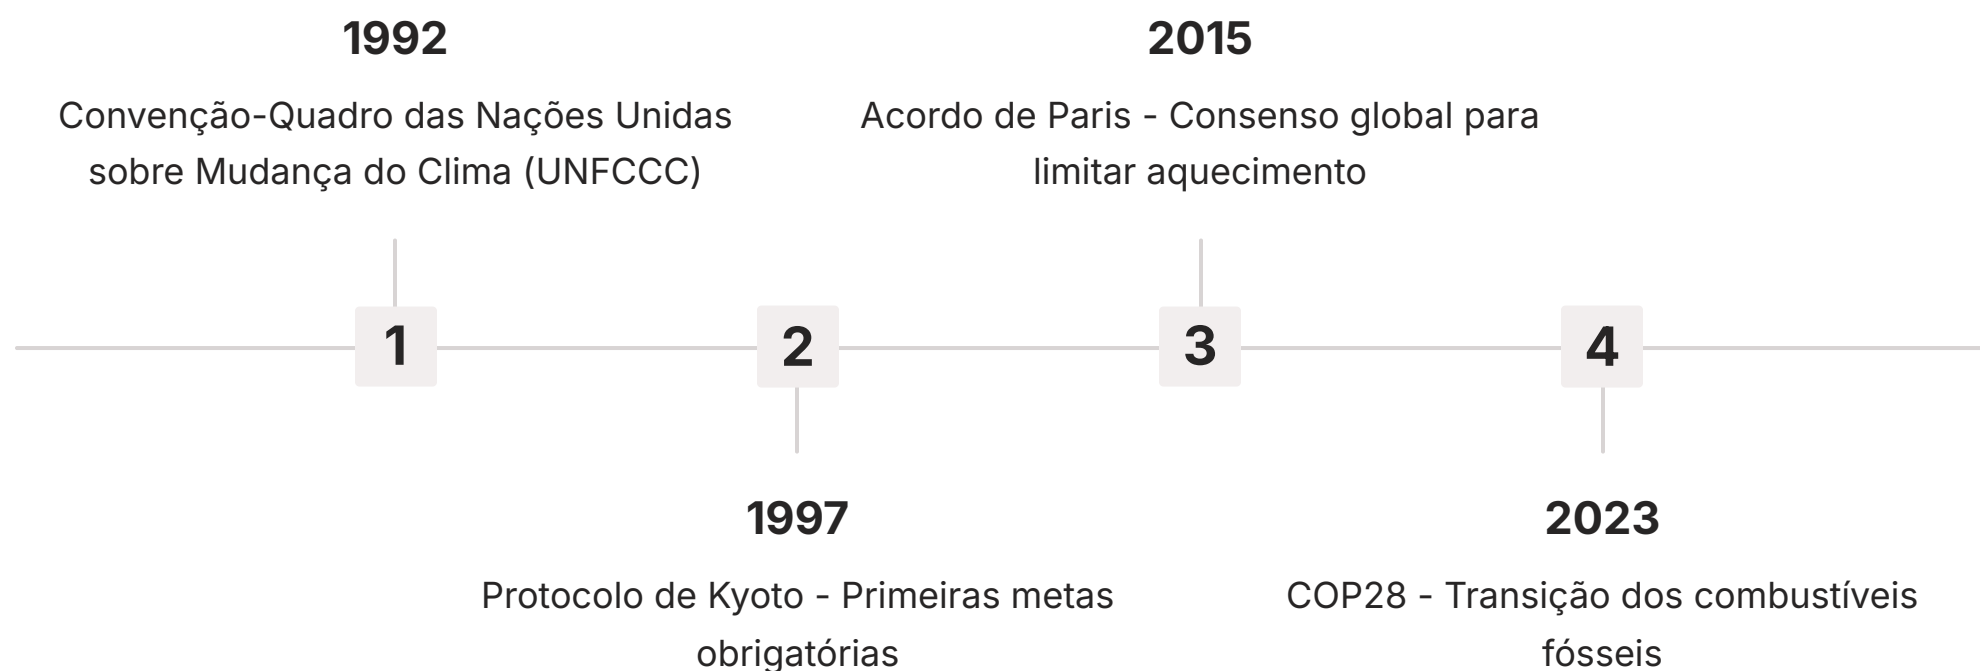 1992
Convenção-Quadro das Nações Unidas
sobre Mudança do Clima (UNFCCC)
2015
Acordo de Paris - Consenso global para
limitar aquecimento
1
2
3
4
1997
Protocolo de Kyoto - Primeiras metas
obrigatórias
2023
COP28 - Transição dos combustíveis
fósseis